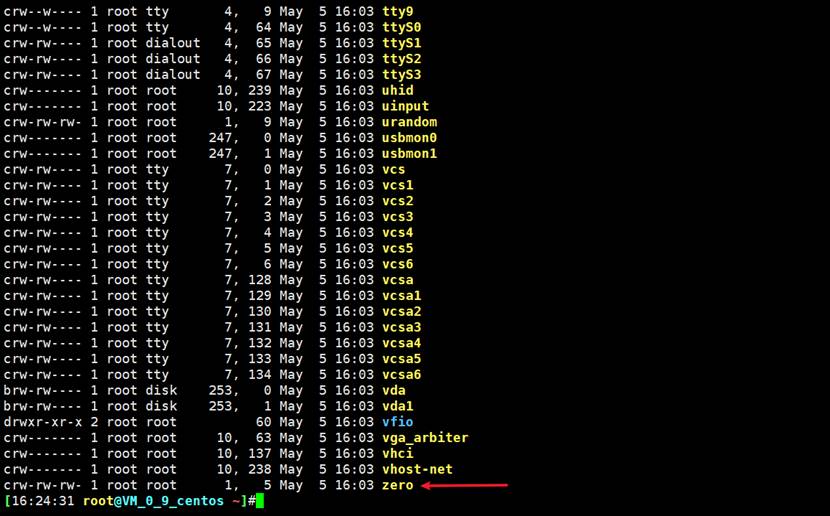 crw--w---- 1 root tty       4,   9 May  5 16:03 tty9
crw--w---- 1 root tty       4,  64 May  5 16:03 ttyS0
crw-rw---- 1 root dialout   4,  65 May  5 16:03 ttyS1
crw-rw---- 1 root dialout   4,  66 May  5 16:03 ttyS2
crw-rw---- 1 root dialout   4,  67 May  5 16:03 ttyS3
crw------- 1 root root     10, 239 May  5 16:03 uhid
crw------- 1 root root     10, 223 May  5 16:03 uinput
crw-rw-rw- 1 root root      1,   9 May  5 16:03 urandom
crw------- 1 root root    247,   0 May  5 16:03 usbmon0
crw------- 1 root root    247,   1 May  5 16:03 usbmon1
crw-rw---- 1 root tty       7,   0 May  5 16:03 vcs
crw-rw---- 1 root tty       7,   1 May  5 16:03 vcs1
crw-rw---- 1 root tty       7,   2 May  5 16:03 vcs2
crw-rw---- 1 root tty       7,   3 May  5 16:03 vcs3
crw-rw---- 1 root tty       7,   4 May  5 16:03 vcs4
crw-rw---- 1 root tty       7,   5 May  5 16:03 vcs5
crw-rw---- 1 root tty       7,   6 May  5 16:03 vcs6
crw-rw---- 1 root tty       7, 128 May  5 16:03 vcsa
crw-rw---- 1 root tty       7, 129 May  5 16:03 vcsa1
crw-rw---- 1 root tty       7, 130 May  5 16:03 vcsa2
crw-rw---- 1 root tty       7, 131 May  5 16:03 vcsa3
crw-rw---- 1 root tty       7, 132 May  5 16:03 vcsa4
crw-rw---- 1 root tty       7, 133 May  5 16:03 vcsa5
crw-rw---- 1 root tty       7, 134 May  5 16:03 vcsa6
brw-rw---- 1 root disk    253,   0 May  5 16:03 vda
brw-rw---- 1 root disk    253,   1 May  5 16:03 vda1
drwxr-xr-x 2 root root          60 May  5 16:03 vfio
crw------- 1 root root     10,  63 May  5 16:03 vga_arbiter
crw------- 1 root root     10, 137 May  5 16:03 vhci
crw------- 1 root root     10, 238 May  5 16:03 vhost-net
crw-rw-rw- 1 root root      1,   5 May  5 16:03 zero
[16:24:31 root@VM_0_9_centos ~]#